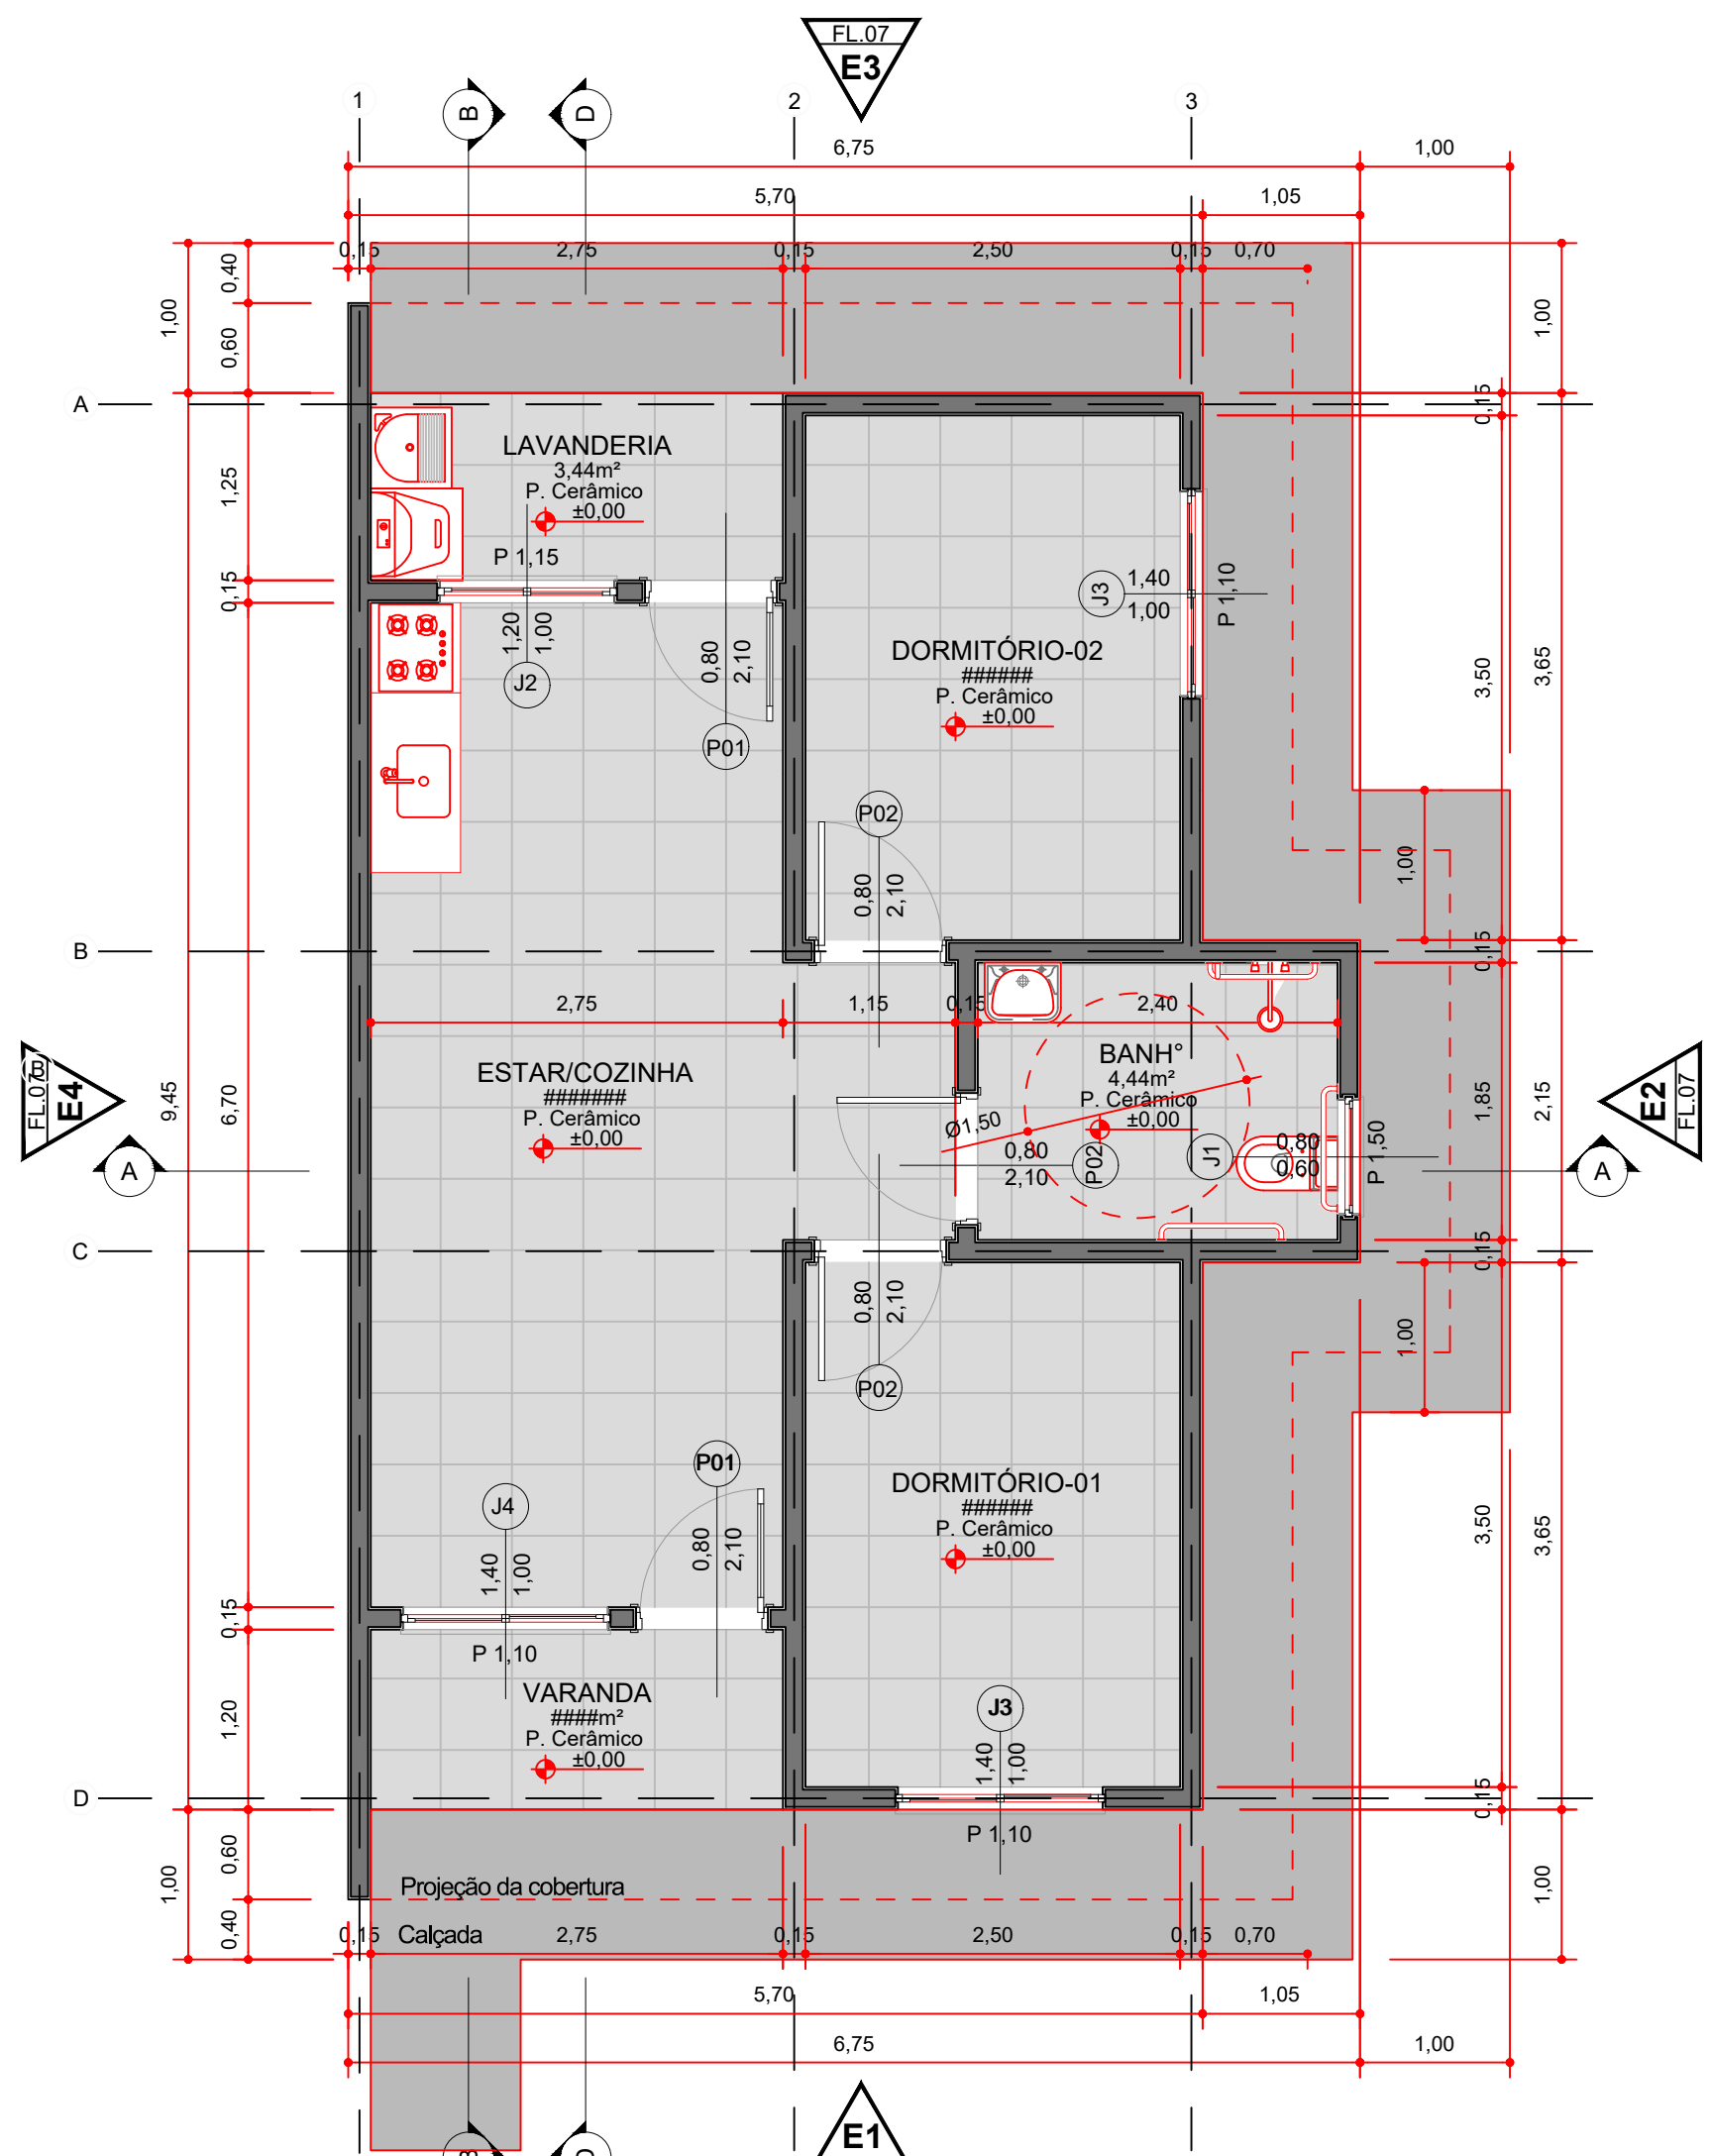 FL.07
E3
1
B
D
2
3
6,75
1,00
5,70
1,05
0,15
2,75
0,15
2,50
0,15
0,70
0,40
1,00
0,60
1,00
A
0,15
LAVANDERIA
3,44m²
P. Cerâmico
±0,00
P 1,15
1,25
0,15
J2
1,20
1,00
P01
0,80
2,10
J3
1,40
1,00
P 1,10
DORMITÓRIO-02
######
P. Cerâmico
±0,00
3,50
3,65
P02
0,80
2,10
1,00
B
0,15
2,75
1,15
0,15
2,40
ESTAR/COZINHA
#######
P. Cerâmico
±0,00
BANH°
4,44m²
P. Cerâmico
±0,00
Ø1,50
0,80
2,10
P02
J1
0,80
0,60
P 1,50
1,85
2,15
B
FL.07
E4
9,45
6,70
E2
FL.07
A
A
C
0,15
0,80
2,10
P02
1,00
P01
0,80
2,10
J4
1,40
1,00
P 1,10
DORMITÓRIO-01
######
P. Cerâmico
±0,00
3,50
3,65
0,15
VARANDA
####m²
P. Cerâmico
±0,00
J3
1,40
1,00
P 1,10
1,20
D
0,15
0,60
1,00
0,40
1,00
Projeção da cobertura
Calçada
0,15
2,75
0,15
2,50
0,15
0,70
5,70
1,05
6,75
1,00
E1